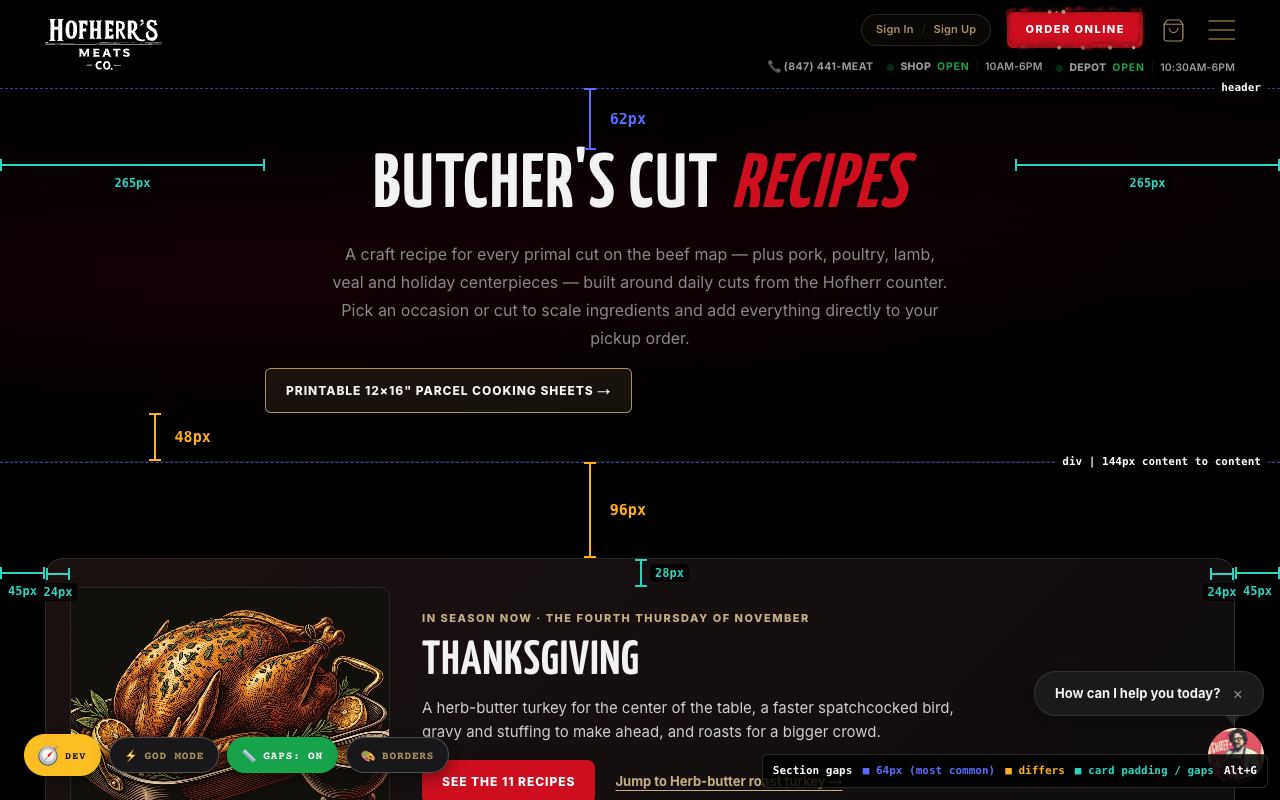 HOFHERR'S
MEATS
CO.
Sign In / Sign Up
ORDER ONLINE
(847) 441-MEAT
SHOP OPEN 10AM-6PM
DEPOT OPEN 10:30AM-6PM
header
62px
BUTCHER'S CUT RECIPES
265px
265px
A craft recipe for every primal cut on the beef map — plus pork, poultry, lamb,
veal and holiday centerpieces — built around daily cuts from the Hofherr counter.
Pick an occasion or cut to scale ingredients and add everything directly to your
pickup order.
PRINTABLE 12×16" PARCEL COOKING SHEETS →
48px
div | 144px content to content
96px
28px
45px 24px
24px 45px
IN SEASON NOW · THE FOURTH THURSDAY OF NOVEMBER
THANKSGIVING
A herb-butter turkey for the center of the table, a faster spatchcocked bird,
gravy and stuffing to make ahead, and roasts for a bigger crowd.
How can I help you today? ×
DEV
GOD MODE
GAPS: ON
BORDERS
SEE THE 11 RECIPES
Jump to Herb-butter roast turkey →
Section gaps 64px (most common) differs card padding / gaps Alt+G